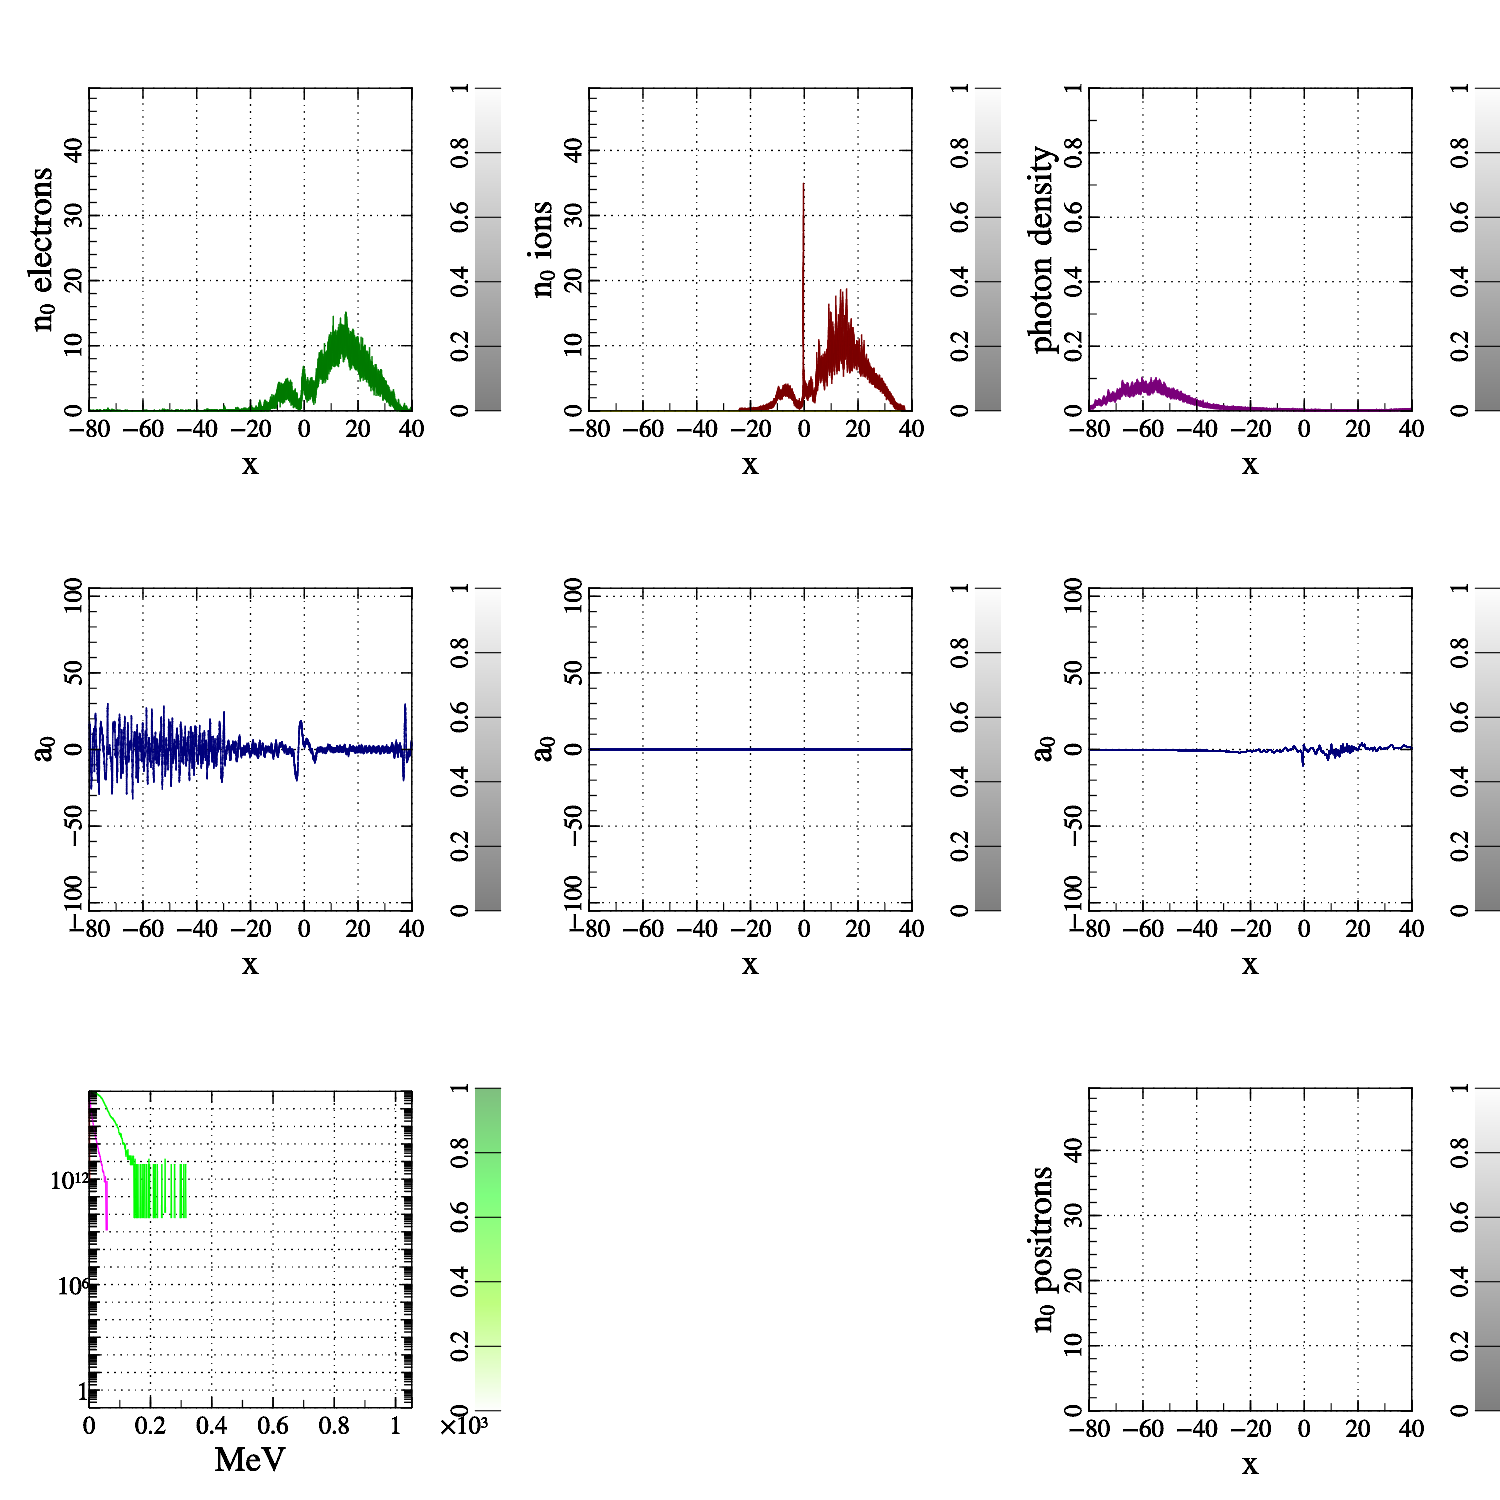 n₀ electrons
0 10 20 30 40
−80 −60 −40 −20 0 20 40
x
0 0.2 0.4 0.6 0.8 1
n₀ ions
0 10 20 30 40
−80 −60 −40 −20 0 20 40
x
0 0.2 0.4 0.6 0.8 1
photon density
0 0.2 0.4 0.6 0.8 1
−80 −60 −40 −20 0 20 40
x
0 0.2 0.4 0.6 0.8 1
a₀
−100 −50 0 50 100
−80 −60 −40 −20 0 20 40
x
0 0.2 0.4 0.6 0.8 1
a₀
−100 −50 0 50 100
−80 −60 −40 −20 0 20 40
x
0 0.2 0.4 0.6 0.8 1
a₀
−100 −50 0 50 100
−80 −60 −40 −20 0 20 40
x
0 0.2 0.4 0.6 0.8 1
10¹²
10⁶
1
0 0.2 0.4 0.6 0.8 1
×10³
MeV
0 0.2 0.4 0.6 0.8 1
n₀ positrons
0 10 20 30 40
−80 −60 −40 −20 0 20 40
x
0 0.2 0.4 0.6 0.8 1